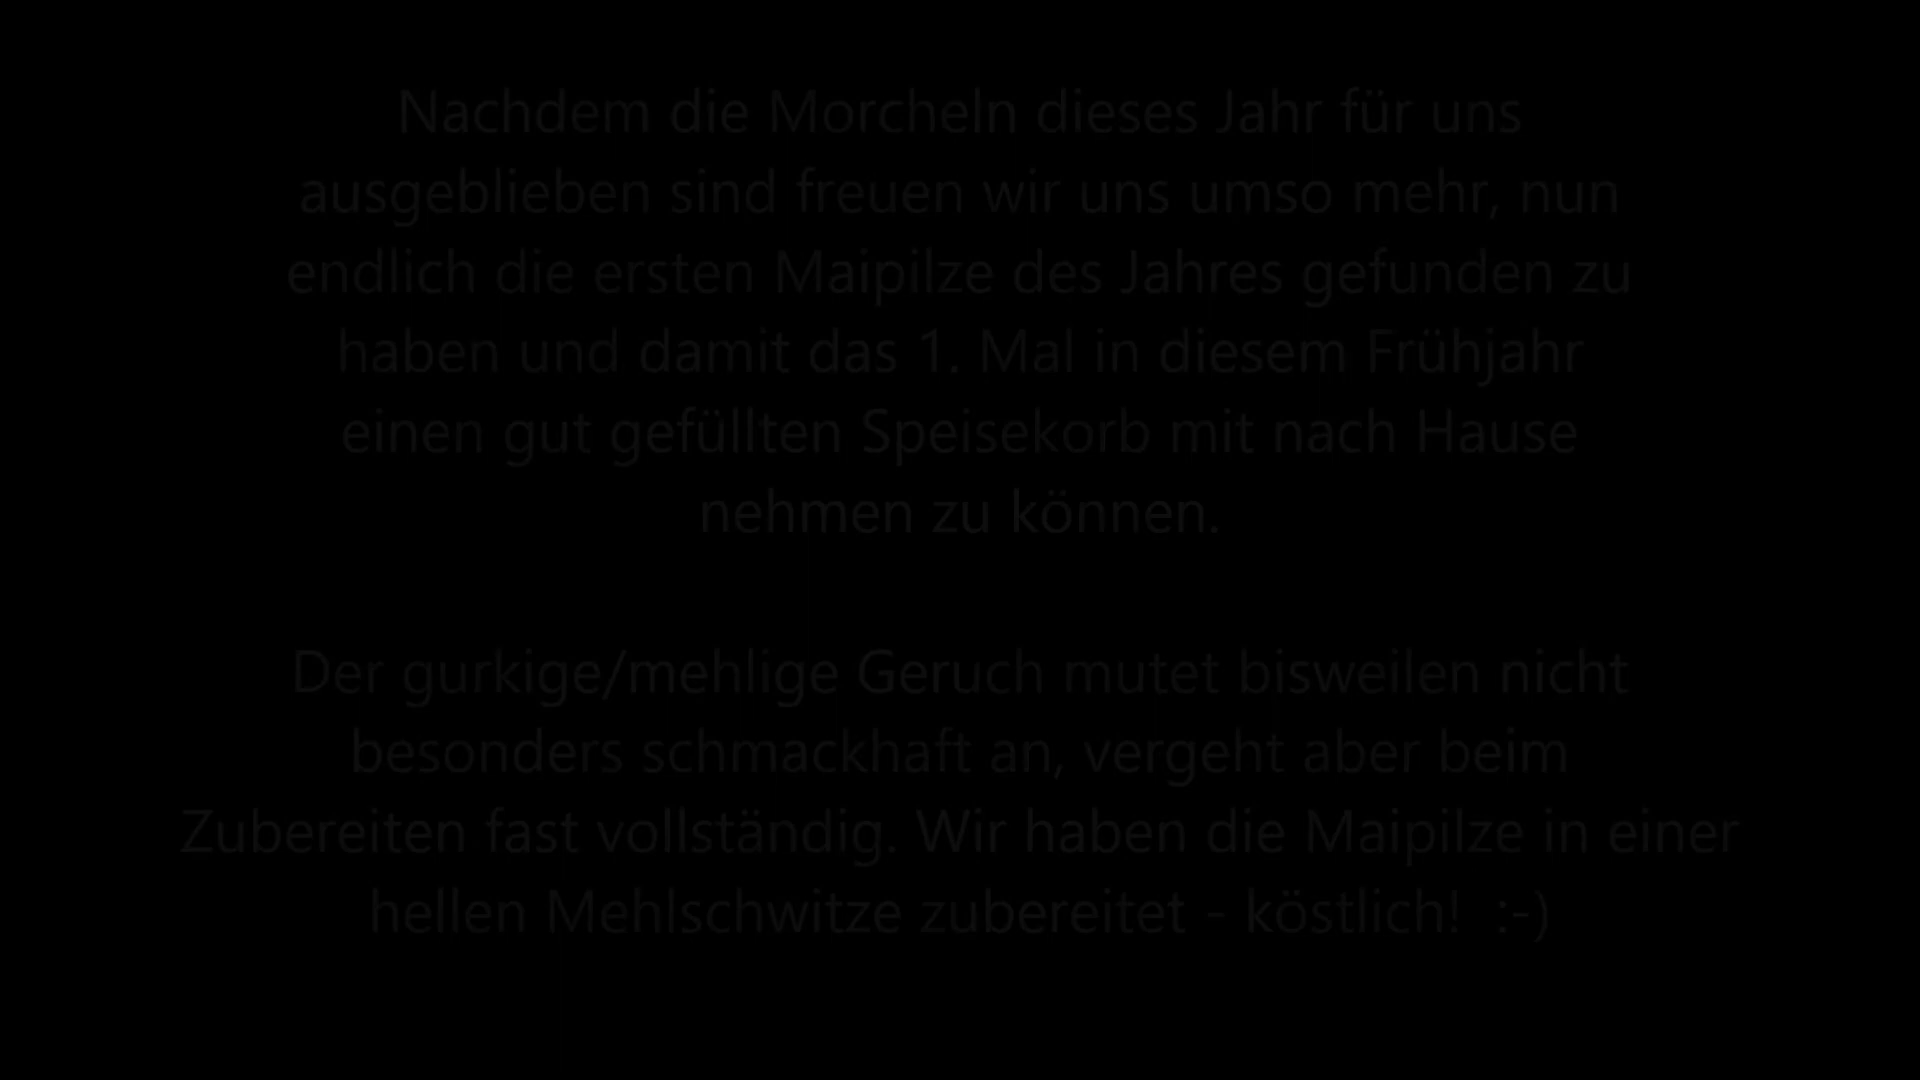 Nachdem die Morcheln dieses Jahr für uns
ausgeblieben sind freuen wir uns umso mehr, nun
endlich die ersten Maipilze des Jahres gefunden zu
haben und damit das 1. Mal in diesem Frühjahr
einen gut gefüllten Speisekorb mit nach Hause
nehmen zu können.
Der gurkige/mehlige Geruch mutet bisweilen nicht
besonders schmackhaft an, vergeht aber beim
Zubereiten fast vollständig. Wir haben die Maipilze in einer
hellen Mehlschwitze zubereitet - köstlich!  :-)